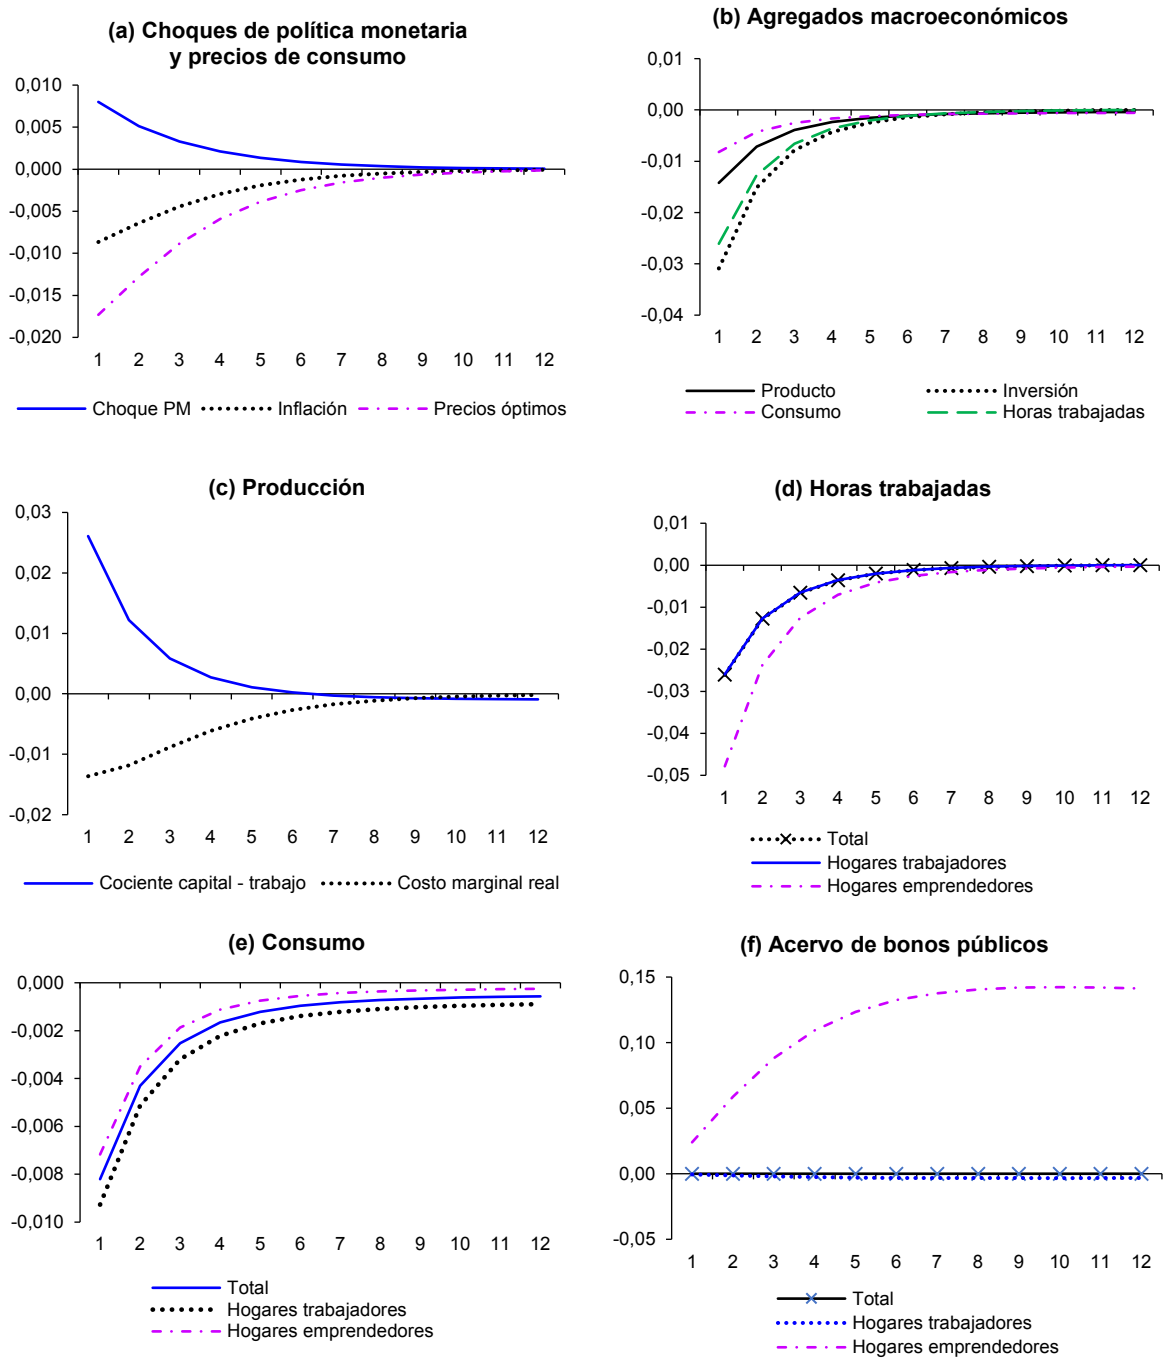 (a) Choques de política monetaria
y precios de consumo
0,010
0,005
0,000
-0,005
-0,010
-0,015
-0,020
1 2 3 4 5 6 7 8 9 10 11 12
Choque PM Inflación Precios óptimos
(b) Agregados macroeconómicos
0,01
0,00
-0,01
-0,02
-0,03
-0,04
1 2 3 4 5 6 7 8 9 10 11 12
Producto Inversión
Consumo Horas trabajadas
(c) Producción
0,03
0,02
0,01
0,00
-0,01
-0,02
1 2 3 4 5 6 7 8 9 10 11 12
Cociente capital - trabajo Costo marginal real
(d) Horas trabajadas
0,01
0,00
-0,01
-0,02
-0,03
-0,04
-0,05
1 2 3 4 5 6 7 8 9 10 11 12
Total
Hogares trabajadores
Hogares emprendedores
(e) Consumo
0,000
-0,002
-0,004
-0,006
-0,008
-0,010
1 2 3 4 5 6 7 8 9 10 11 12
Total
Hogares trabajadores
Hogares emprendedores
(f) Acervo de bonos públicos
0,15
0,10
0,05
0,00
-0,05
1 2 3 4 5 6 7 8 9 10 11 12
Total
Hogares trabajadores
Hogares emprendedores